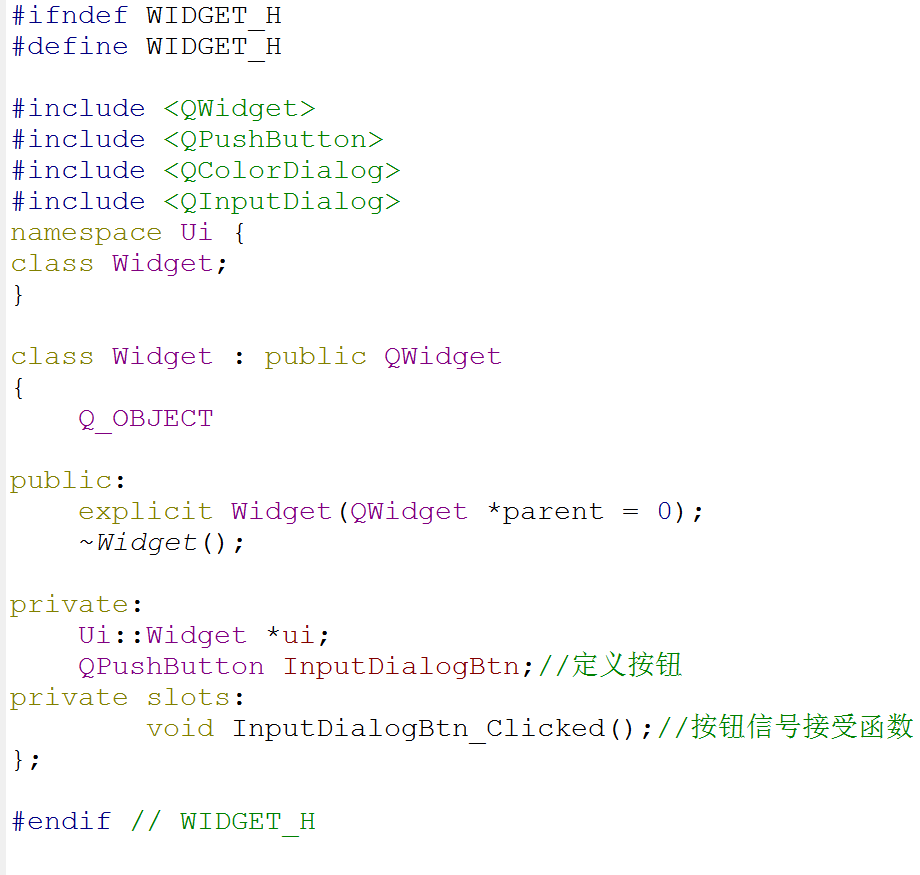 #ifndef WIDGET_H
#define WIDGET_H
#include <QWidget>
#include <QPushButton>
#include <QColorDialog>
#include <QInputDialog>
namespace Ui {
class Widget;
}
class Widget : public QWidget
{
    Q_OBJECT
public:
    explicit Widget(QWidget *parent = 0);
    ~Widget();
private:
    Ui::Widget *ui;
    QPushButton InputDialogBtn;//定义按钮
private slots:
        void InputDialogBtn_Clicked();//按钮信号接受函数
};
#endif // WIDGET_H